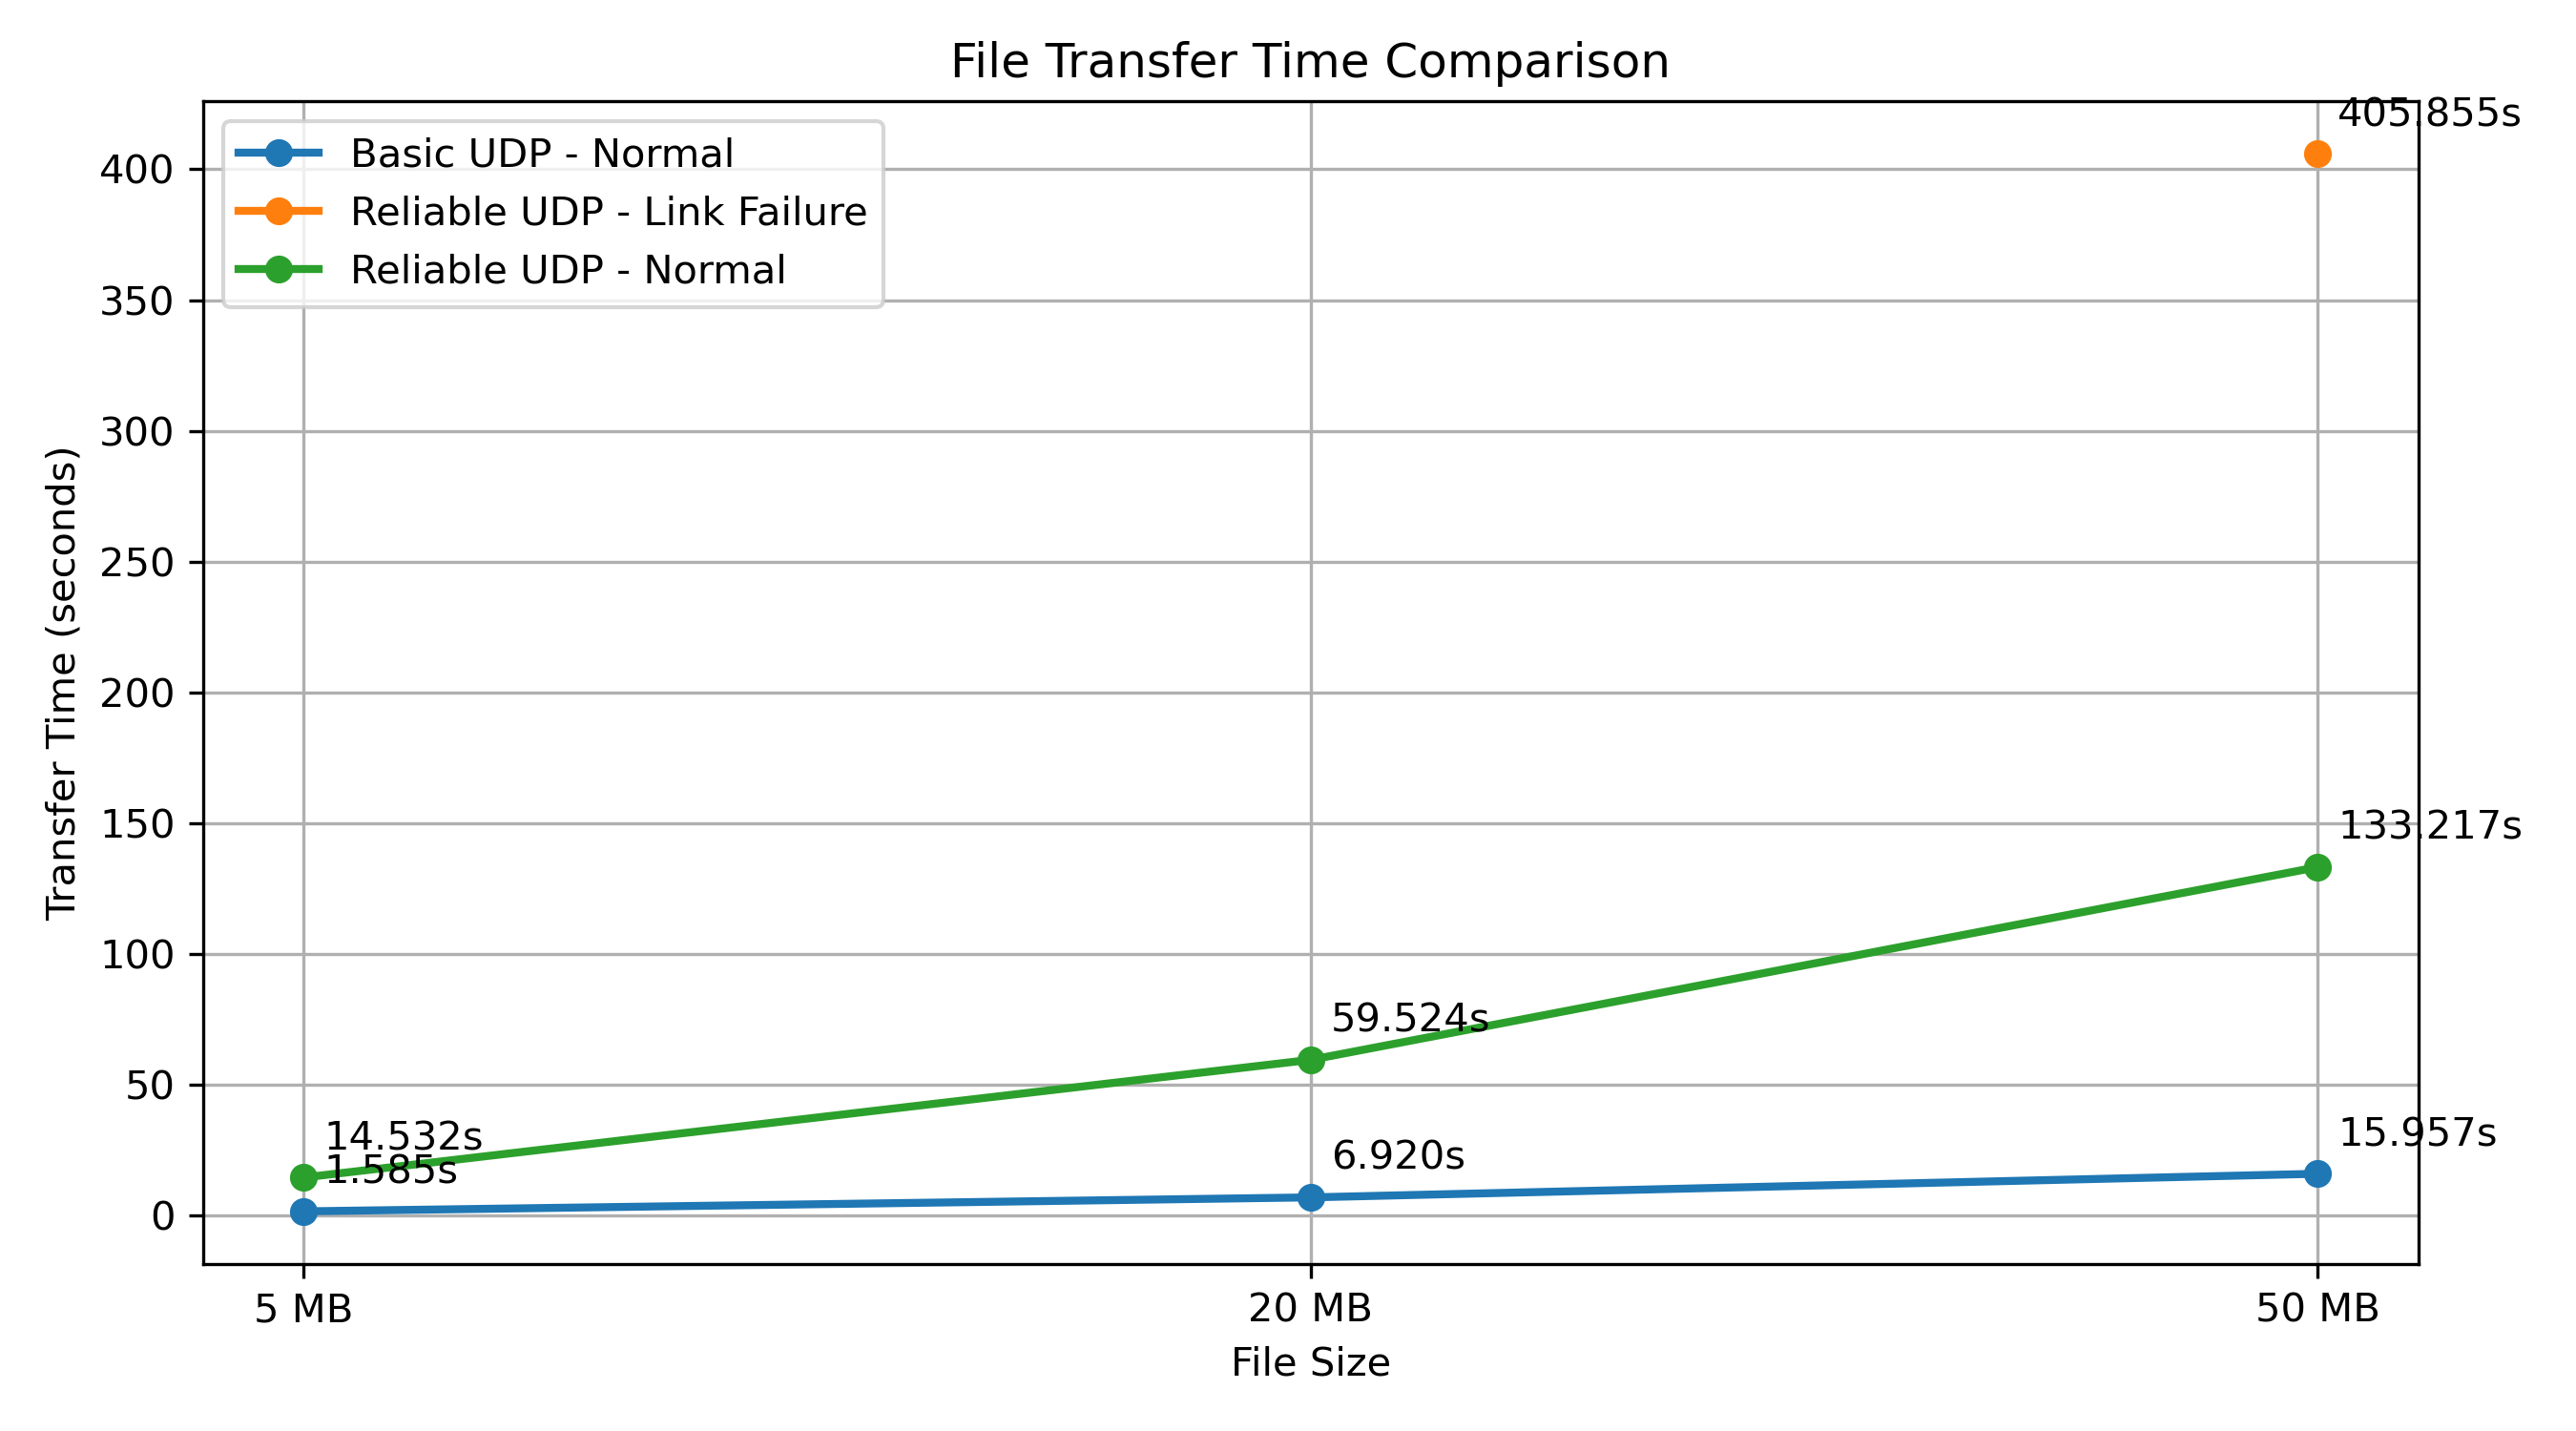 File Transfer Time Comparison
405.855s
Basic UDP - Normal
Reliable UDP - Link Failure
Reliable UDP - Normal
400
350
300
250
200
150
100
50
0
Transfer Time (seconds)
133.217s
59.524s
14.532s
1.585s
6.920s
15.957s
5 MB
20 MB
50 MB
File Size